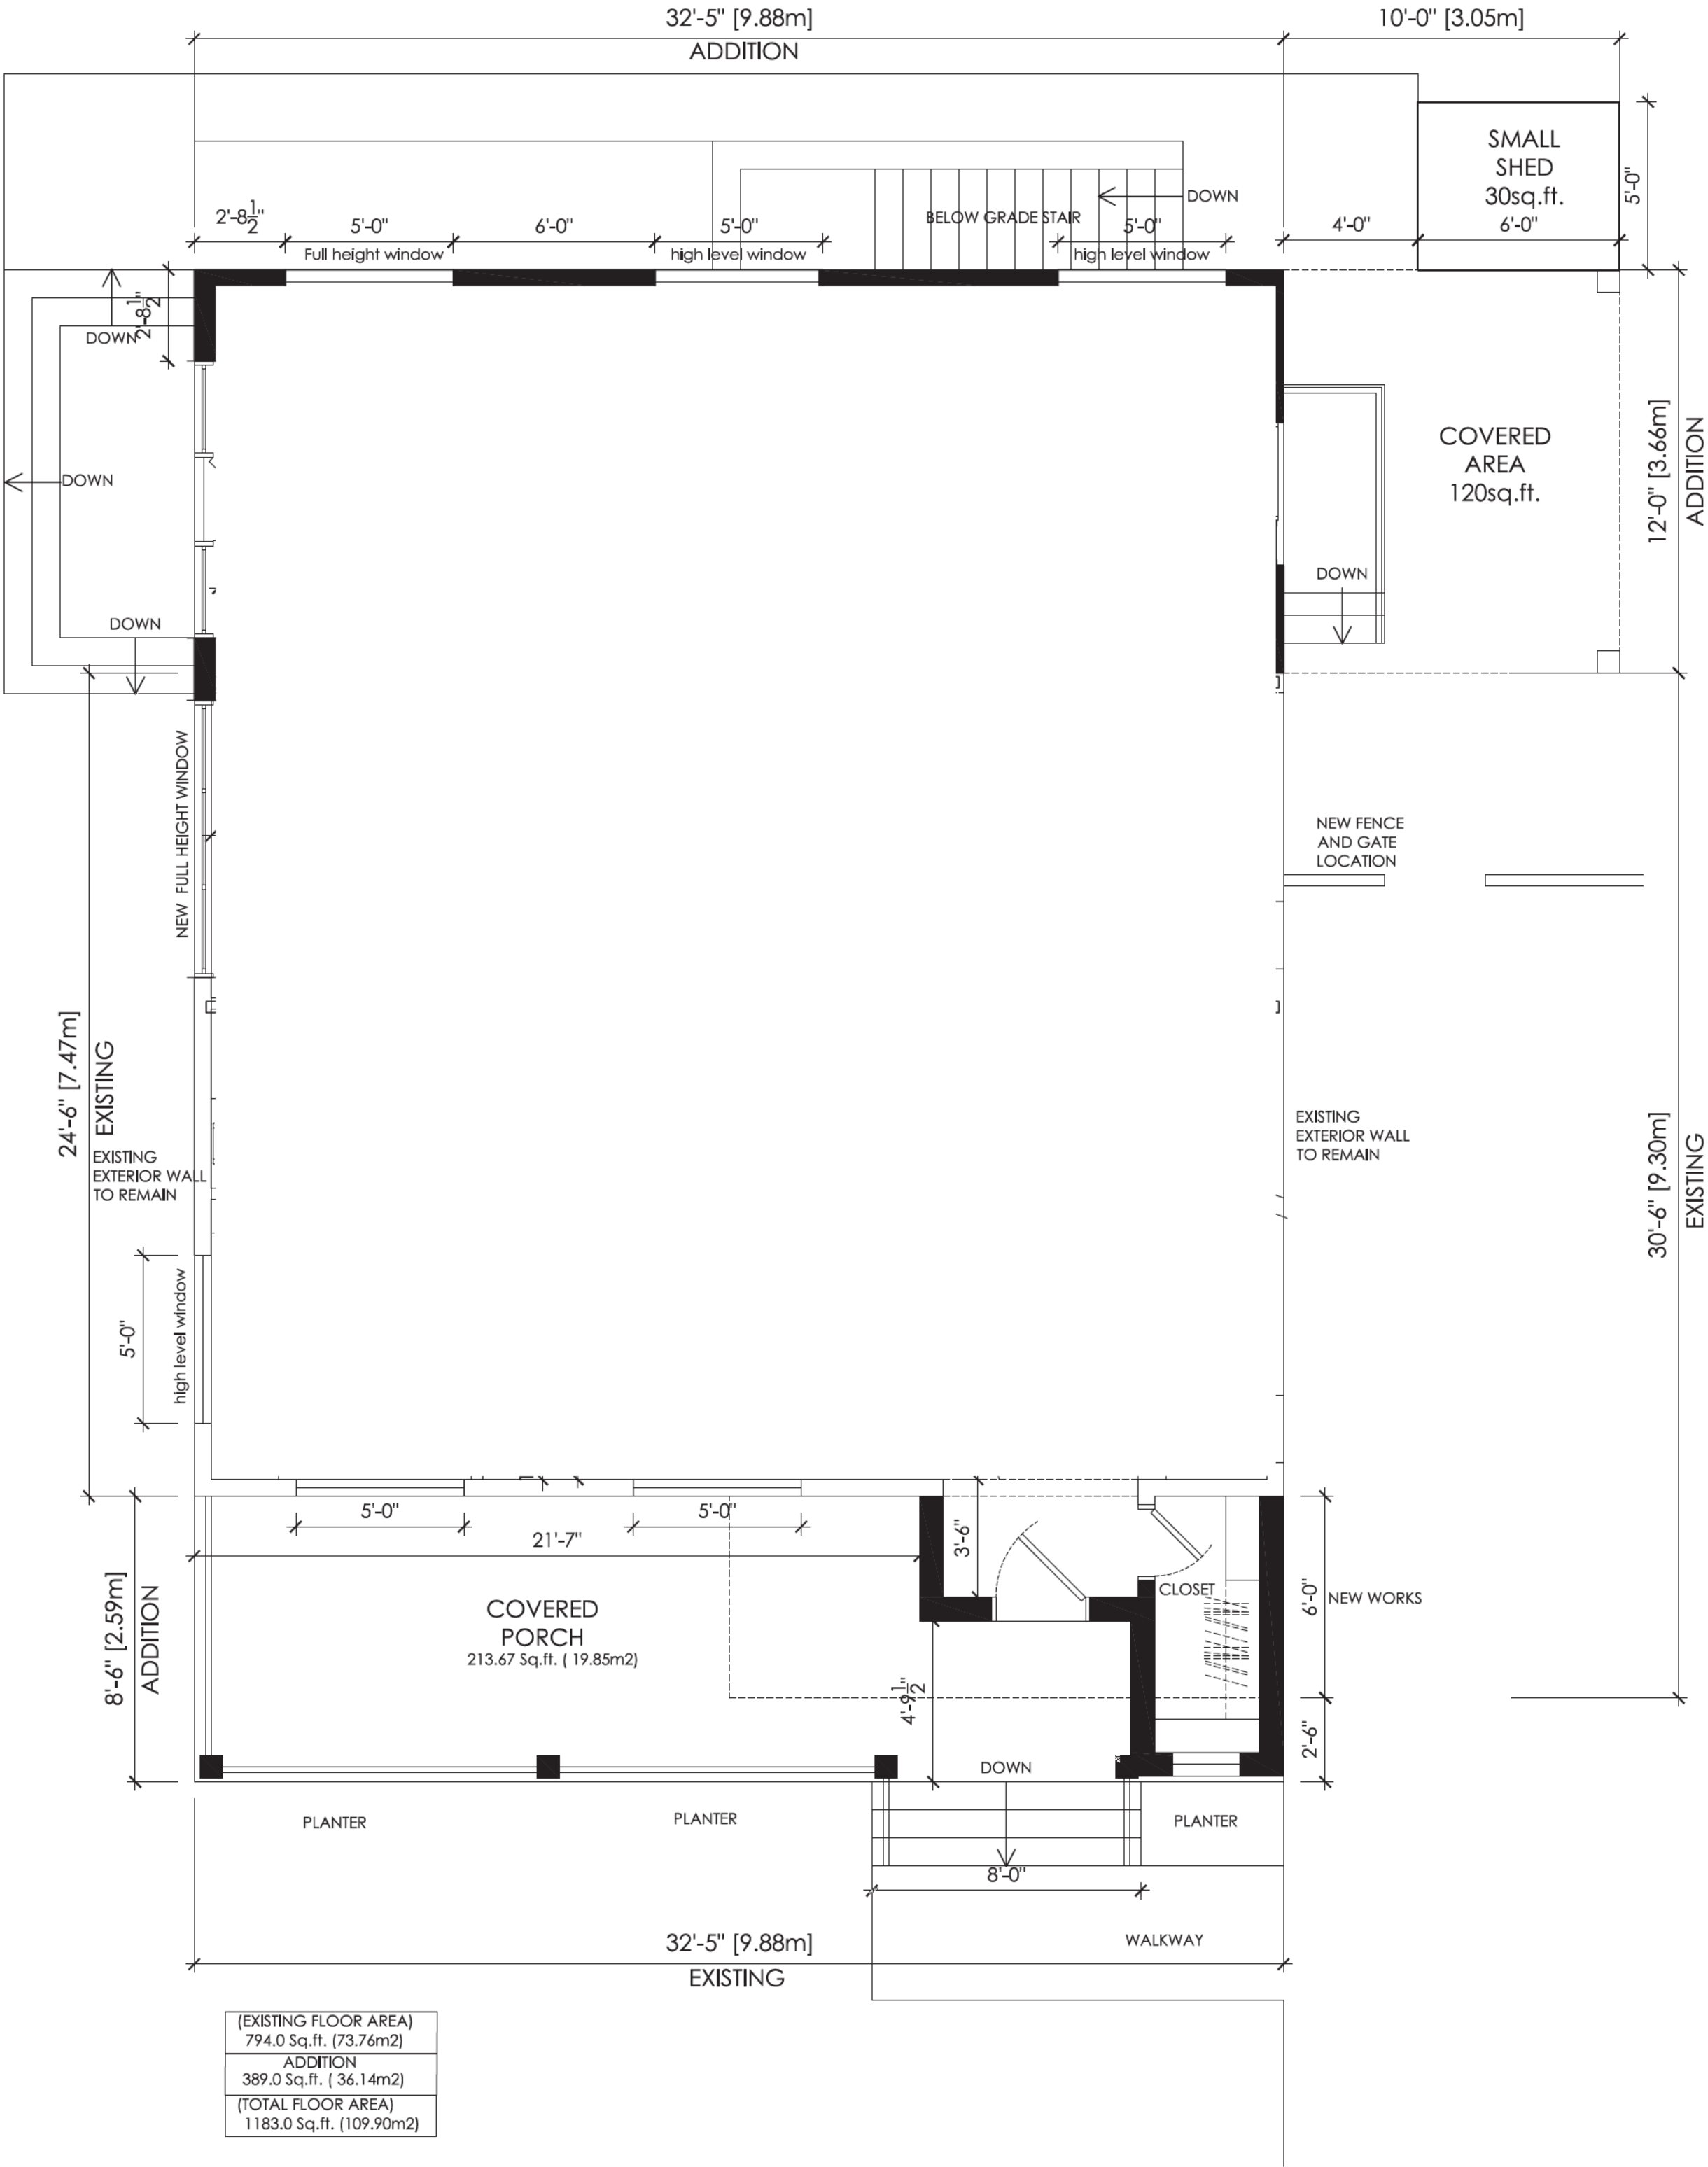 32'-5" [9.88m]
ADDITION
10'-0" [3.05m]
SMALL
SHED
30sq.ft.
6'-0"
5'-0"
DOWN
BELOW GRADE STAIR
2'-8 1/2"
5'-0"
6'-0"
5'-0"
5'-0"
4'-0"
Full height window
high level window
high level window
2'-8 1/2"
DOWN
DOWN
DOWN
COVERED
AREA
120sq.ft.
12'-0" [3.66m]
ADDITION
DOWN
NEW FULL HEIGHT WINDOW
NEW FENCE
AND GATE
LOCATION
24'-6" [7.47m]
EXISTING
EXISTING
EXTERIOR WALL
TO REMAIN
EXISTING
EXTERIOR WALL
TO REMAIN
30'-6" [9.30m]
EXISTING
5'-0"
high level window
5'-0"
5'-0"
21'-7"
3'-6"
CLOSET
6'-0"
NEW WORKS
8'-6" [2.59m]
ADDITION
COVERED
PORCH
213.67 Sq.ft. ( 19.85m2)
4'-9 1/2"
2'-6"
DOWN
PLANTER
PLANTER
PLANTER
8'-0"
WALKWAY
32'-5" [9.88m]
EXISTING
(EXISTING FLOOR AREA)
794.0 Sq.ft. (73.76m2)
ADDITION
389.0 Sq.ft. ( 36.14m2)
(TOTAL FLOOR AREA)
1183.0 Sq.ft. (109.90m2)